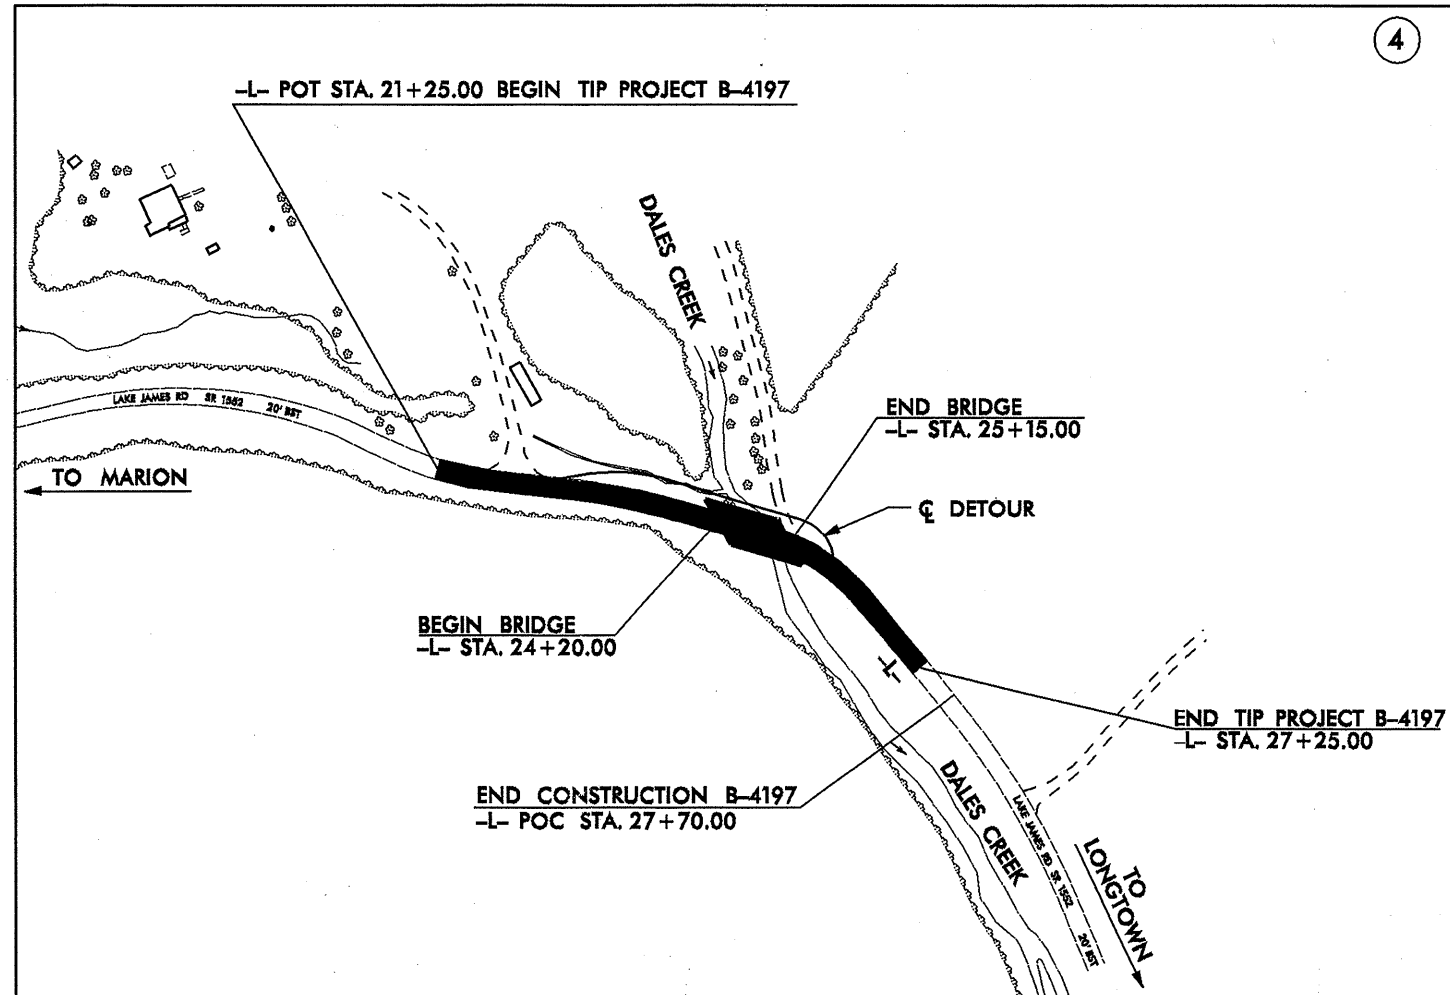 4
-L- POT STA. 21+25.00 BEGIN TIP PROJECT B-4197
DALES CREEK
LAKE JAMES RD SR 1552 20' BST
END BRIDGE
-L- STA. 25+15.00
TO MARION
℄ DETOUR
BEGIN BRIDGE
-L- STA. 24+20.00
-L-
END TIP PROJECT B-4197
-L- STA. 27+25.00
END CONSTRUCTION B-4197
-L- POC STA. 27+70.00
DALES CREEK
LAKE JAMES RD SR 1552 20' BST
TO
LONGTOWN